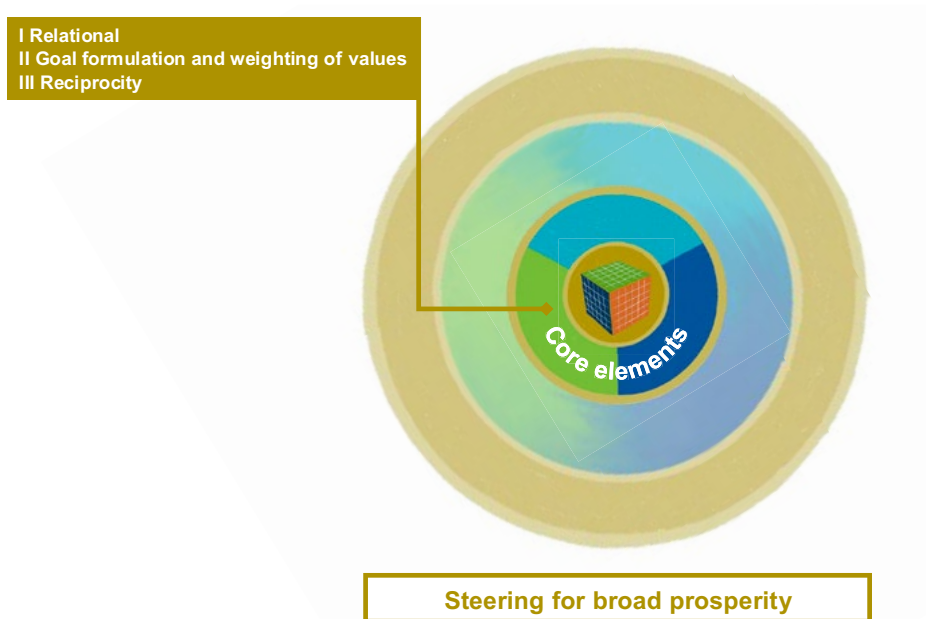 I Relational
II Goal formulation and weighting of values
III Reciprocity
Core elements
Steering for broad prosperity